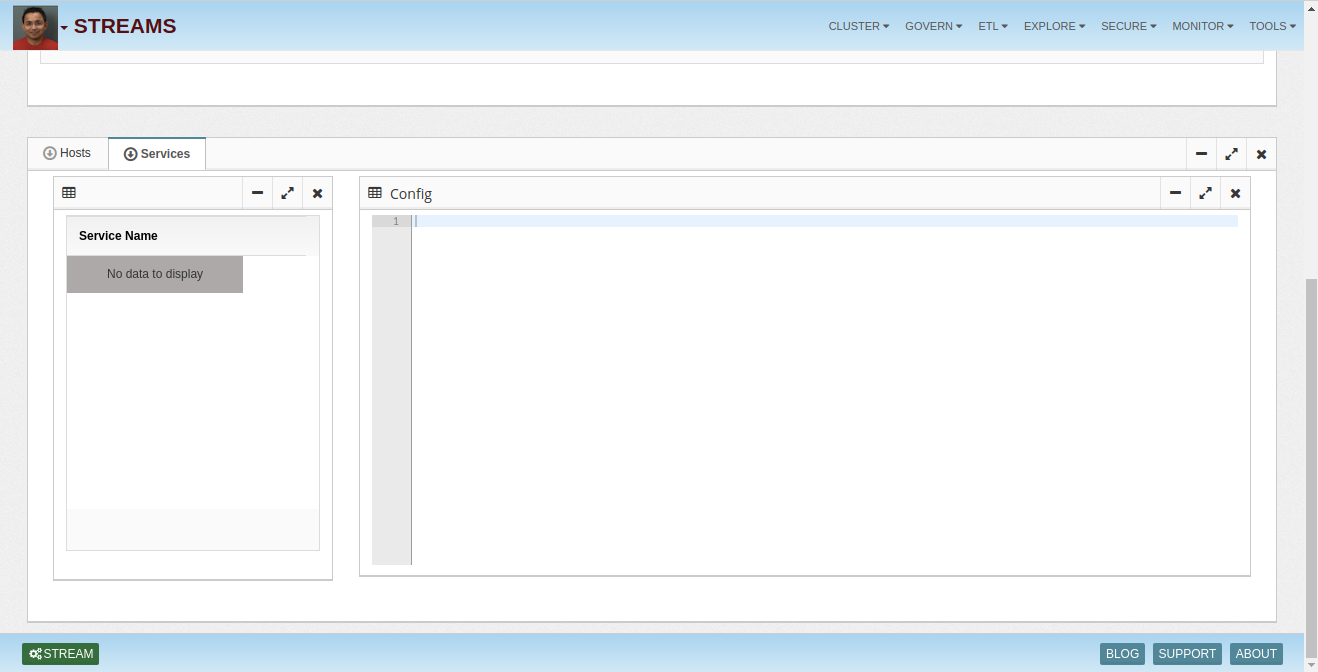 STREAMS
CLUSTER GOVERN ETL EXPLORE SECURE MONITOR TOOLS
Hosts Services
Config
Service Name
1
No data to display
STREAM
BLOG SUPPORT ABOUT